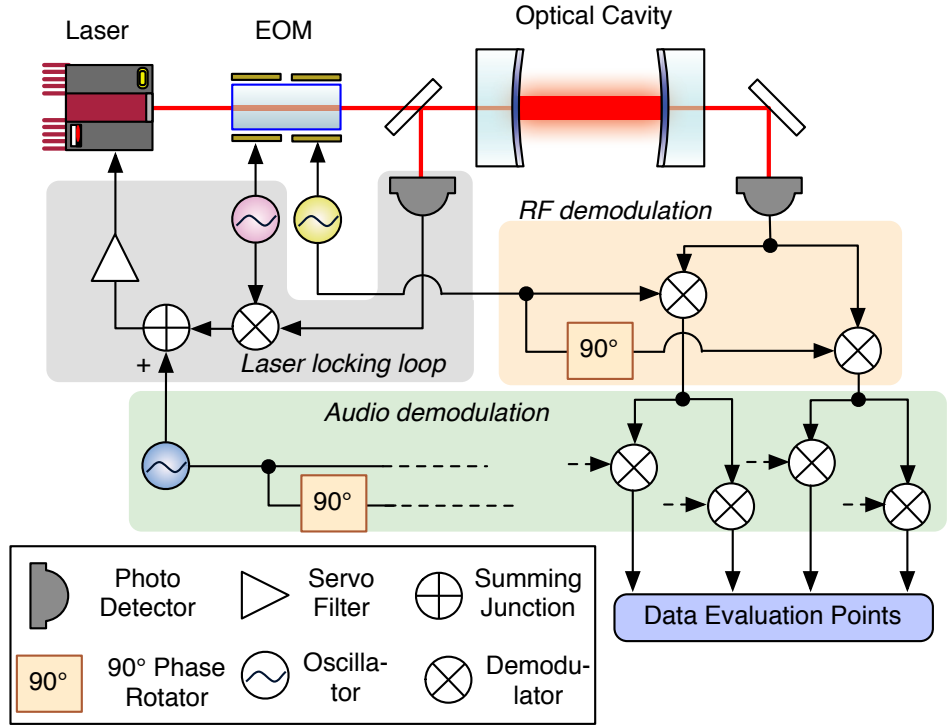 Laser
EOM
Optical Cavity
RF demodulation
90°
+
Laser locking loop
Audio demodulation
90°
Data Evaluation Points
Photo
Detector
Servo
Filter
Summing
Junction
90°
90° Phase
Rotator
Oscilla-
tor
Demodu-
lator